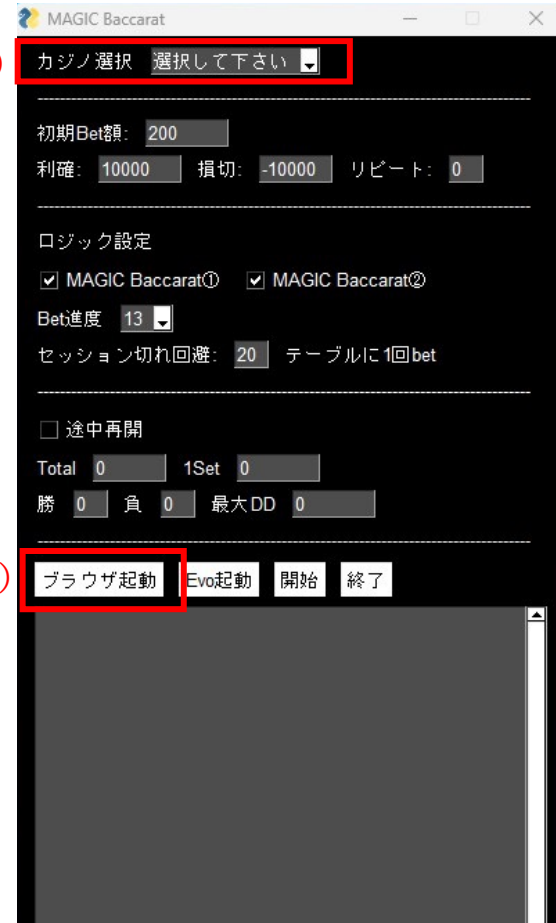 MAGIC Baccarat
カジノ選択 選択して下さい
初期Bet額: 200
利確: 10000 損切: -10000 リピート: 0
ロジック設定
MAGIC Baccarat① MAGIC Baccarat②
Bet進度 13
セッション切れ回避: 20 テーブルに1回bet
途中再開
Total 0 1Set 0
勝 0 負 0 最大DD 0
ブラウザ起動 Evo起動 開始 終了